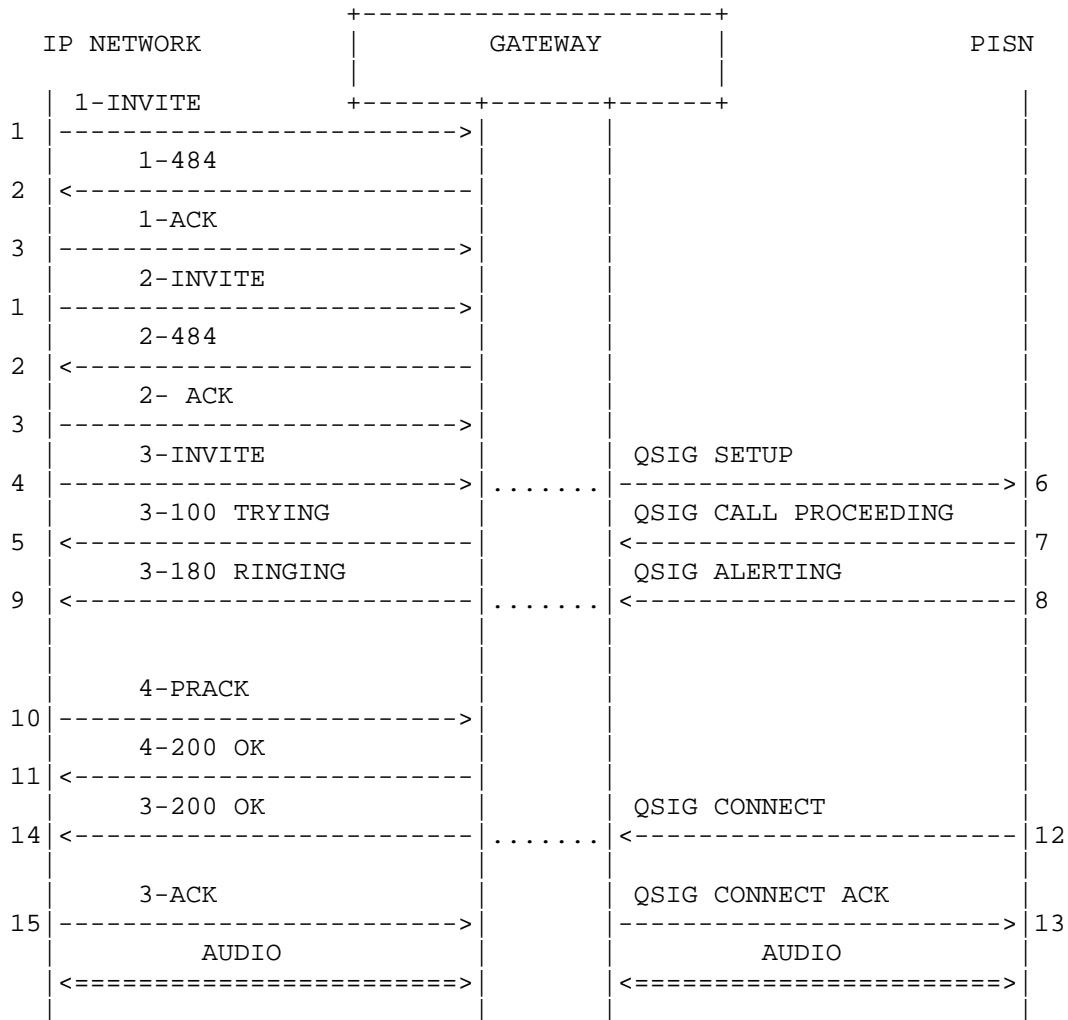 IP NETWORK GATEWAY PISN
1-INVITE
1
1-484
2
1-ACK
3
2-INVITE
1
2-484
2
2- ACK
3
3-INVITE QSIG SETUP
4 ....... 6
3-100 TRYING QSIG CALL PROCEEDING
5 7
3-180 RINGING QSIG ALERTING
9 ....... 8
4-PRACK
10
4-200 OK
11
3-200 OK QSIG CONNECT
14 ....... 12
3-ACK QSIG CONNECT ACK
15 13
AUDIO AUDIO